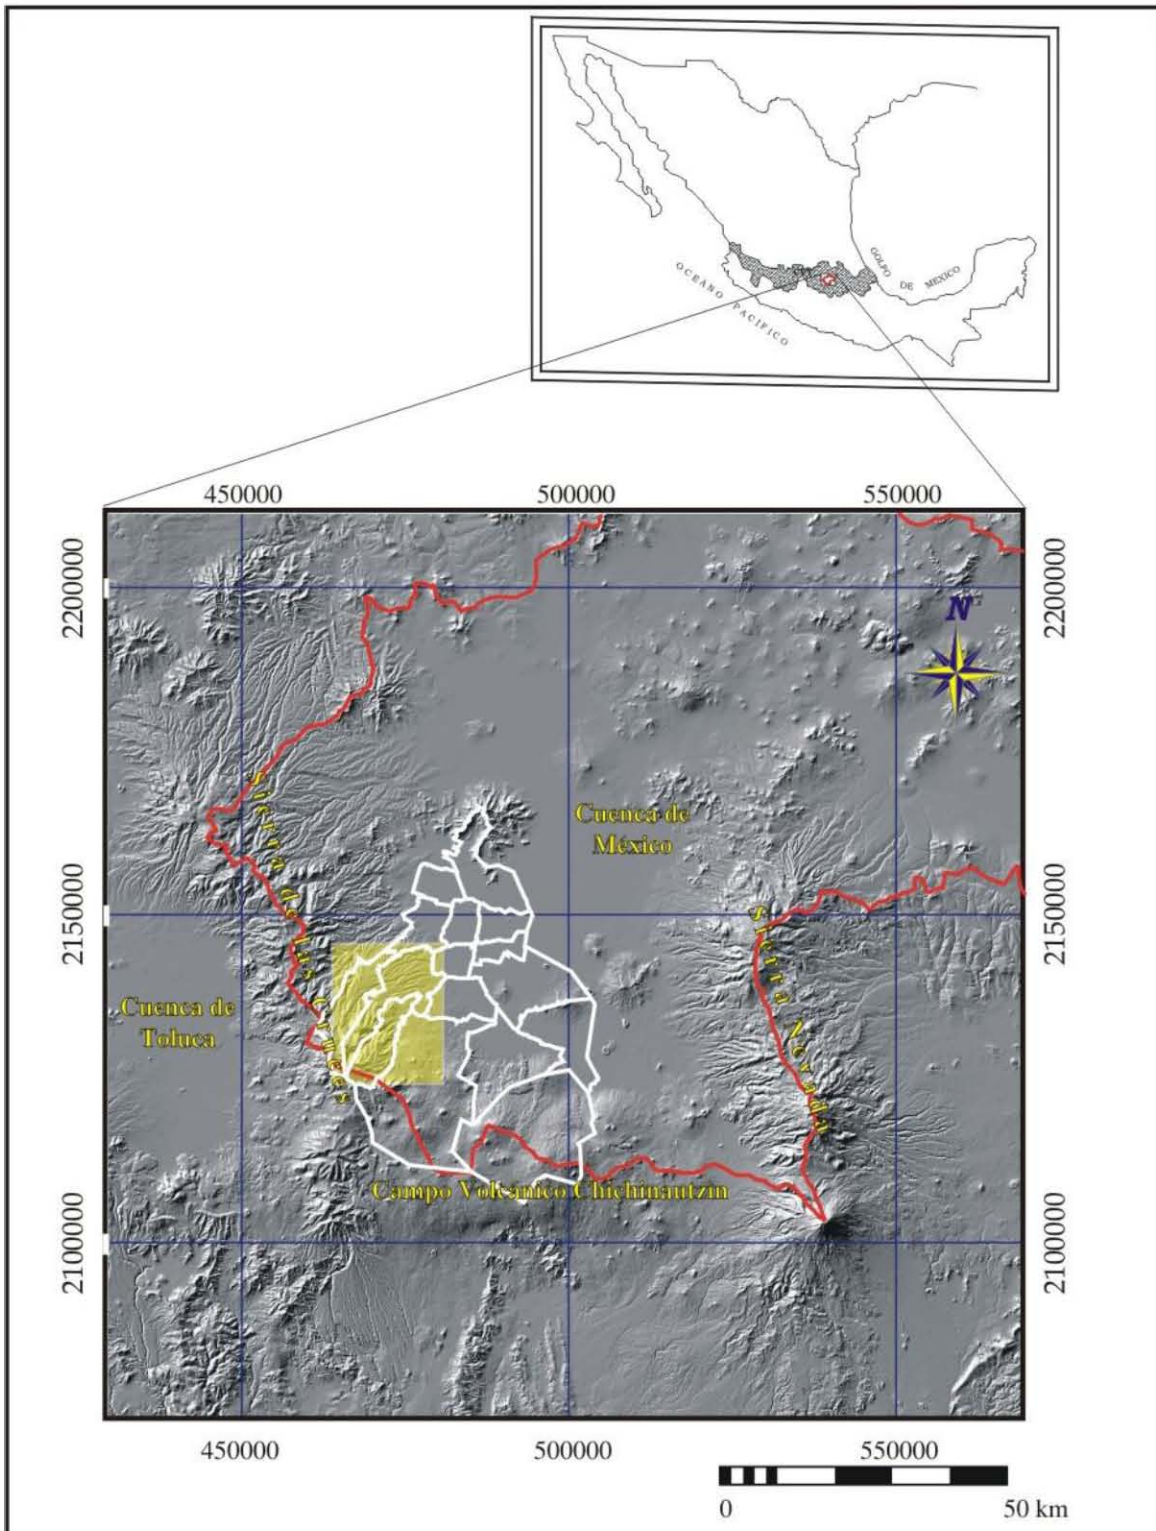 GOLFO DE MEXICO
OCEANO PACIFICO
450000 500000 550000
2200000 2200000
N
Sierra de las Cruces
Cuenca de
México
2150000 2150000
Sierra Nevada
Cuenca de
Toluca
Campo Volcánico Chichinautzin
2100000 2100000
450000 500000 550000
0 50 km